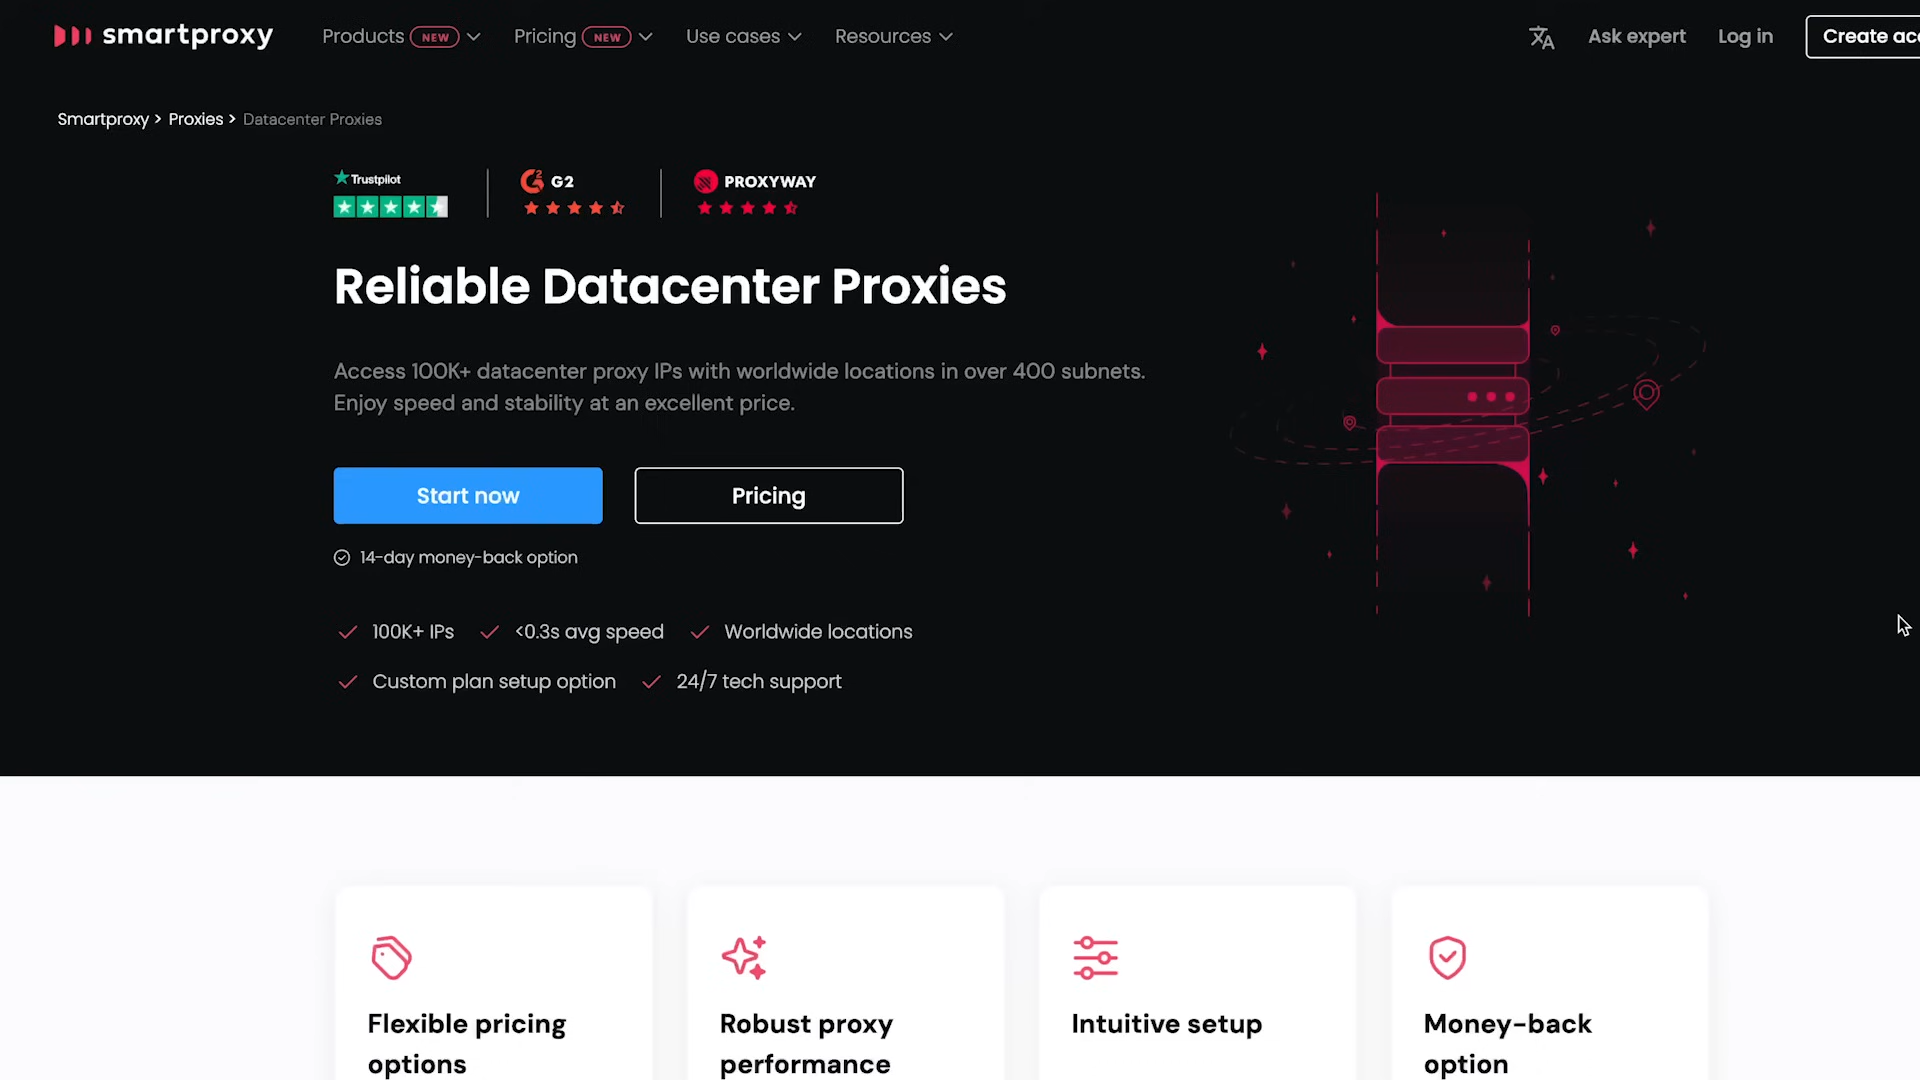 smartproxy
Products NEW
Pricing NEW
Use cases
Resources
Ask expert
Log in
Create acc
Smartproxy > Proxies > Datacenter Proxies
Trustpilot
G2
PROXYWAY
Reliable Datacenter Proxies
Access 100K+ datacenter proxy IPs with worldwide locations in over 400 subnets.
Enjoy speed and stability at an excellent price.
Start now
Pricing
14-day money-back option
100K+ IPs
<0.3s avg speed
Worldwide locations
Custom plan setup option
24/7 tech support
Flexible pricing
options
Robust proxy
performance
Intuitive setup
Money-back
option